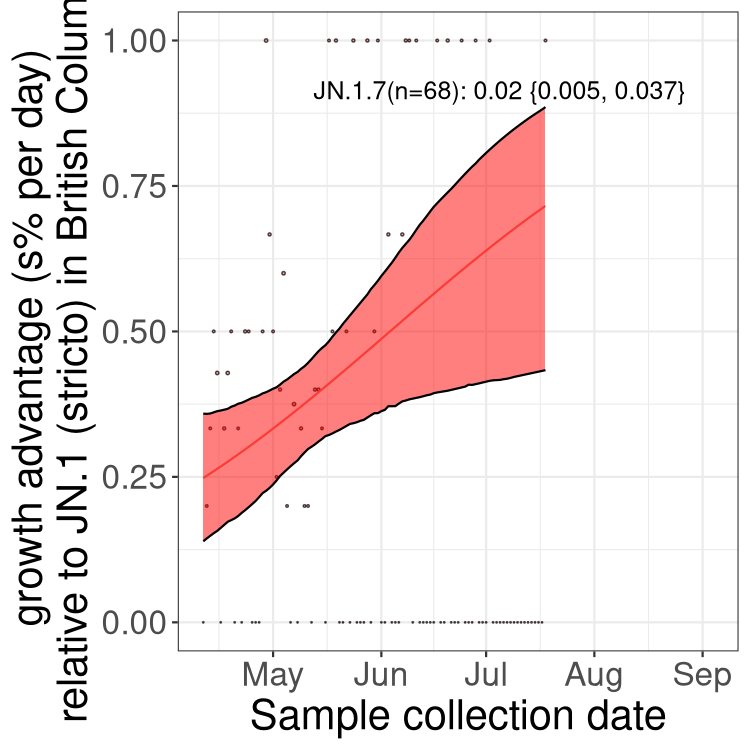 growth advantage (s% per day)
relative to JN.1 (stricto) in British Colum
1.00
0.75
0.50
0.25
0.00
JN.1.7(n=68): 0.02 {0.005, 0.037}
May Jun Jul Aug Sep
Sample collection date